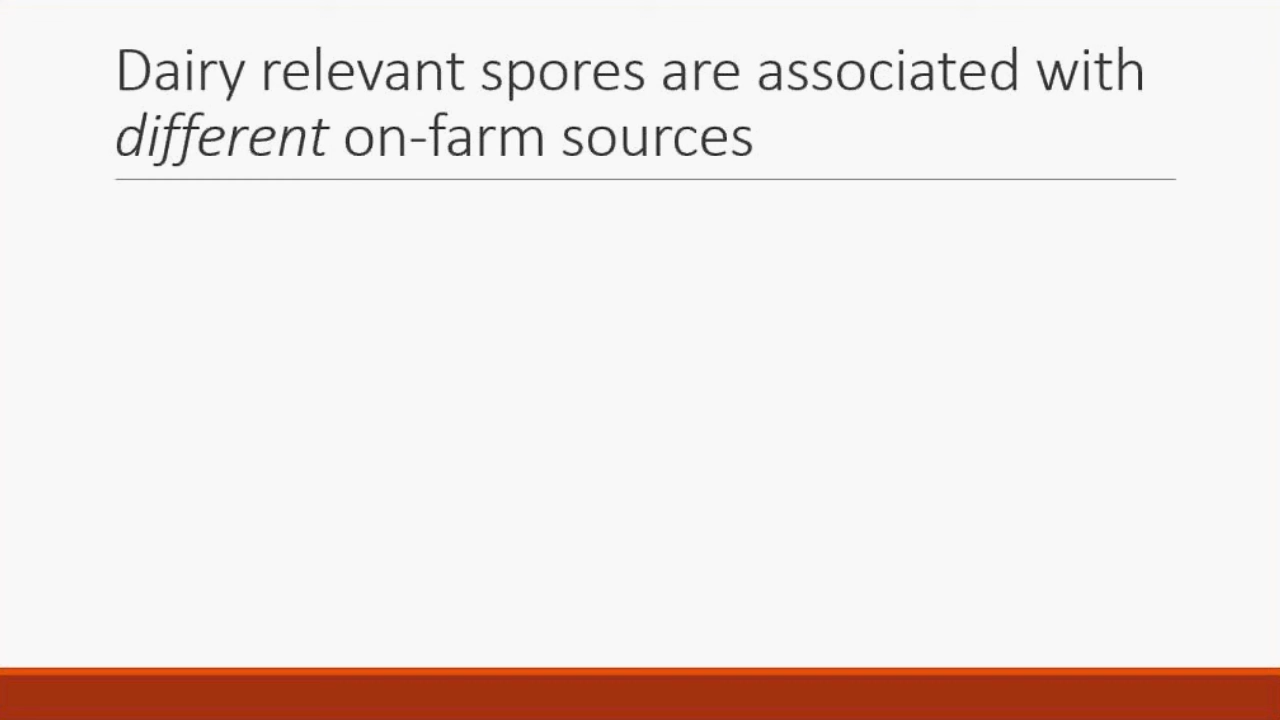 Dairy relevant spores are associated with
different on-farm sources